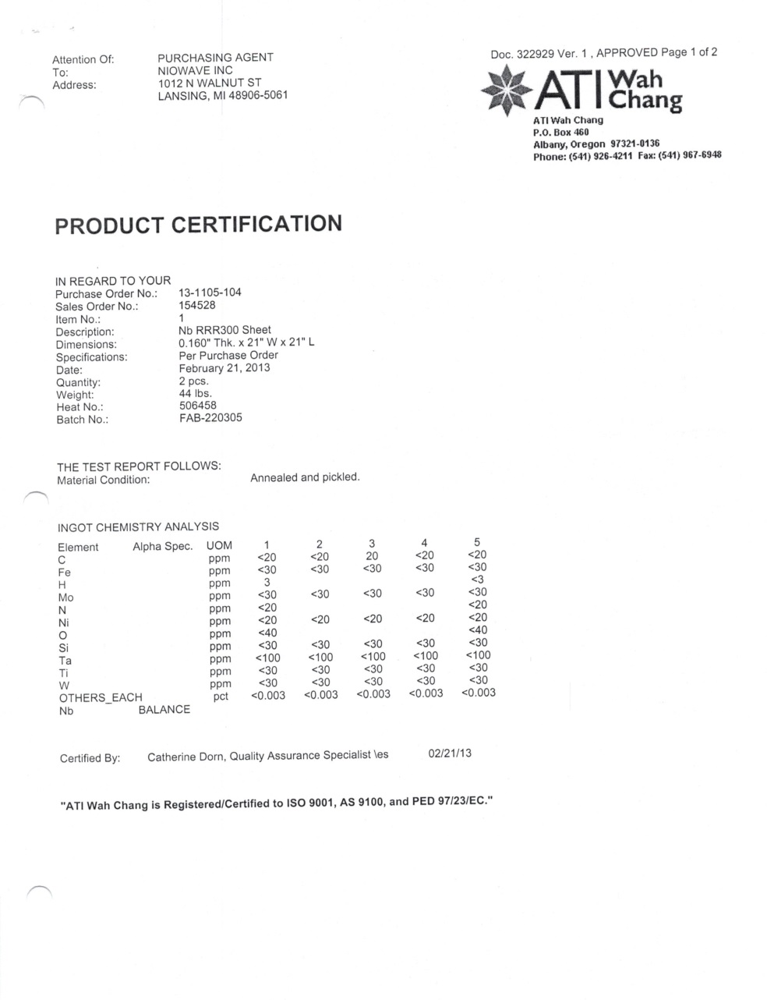 Attention Of: PURCHASING AGENT
To: NIOWAVE INC
Address: 1012 N WALNUT ST
LANSING, MI 48906-5061
Doc. 322929 Ver. 1 , APPROVED Page 1 of 2
ATI Wah Chang
ATI Wah Chang
P.O. Box 460
Albany, Oregon 97321-0136
Phone: (541) 926-4211 Fax: (541) 967-6948
PRODUCT CERTIFICATION
IN REGARD TO YOUR
Purchase Order No.: 13-1105-104
Sales Order No.: 154528
Item No.: 1
Description: Nb RRR300 Sheet
Dimensions: 0.160" Thk. x 21" W x 21" L
Specifications: Per Purchase Order
Date: February 21, 2013
Quantity: 2 pcs.
Weight: 44 lbs.
Heat No.: 506458
Batch No.: FAB-220305
THE TEST REPORT FOLLOWS:
Material Condition: Annealed and pickled.
INGOT CHEMISTRY ANALYSIS
Element Alpha Spec. UOM 1 2 3 4 5
C ppm <20 <20 20 <20 <20
Fe ppm <30 <30 <30 <30 <30
H ppm 3 <3
Mo ppm <30 <30 <30 <30 <30
N ppm <20 <20
Ni ppm <20 <20 <20 <20 <20
O ppm <40 <40
Si ppm <30 <30 <30 <30 <30
Ta ppm <100 <100 <100 <100 <100
Ti ppm <30 <30 <30 <30 <30
W ppm <30 <30 <30 <30 <30
OTHERS_EACH pct <0.003 <0.003 <0.003 <0.003 <0.003
Nb BALANCE
Certified By: Catherine Dorn, Quality Assurance Specialist \es 02/21/13
"ATI Wah Chang is Registered/Certified to ISO 9001, AS 9100, and PED 97/23/EC."